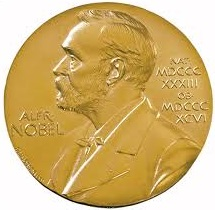 ALFR·
NOBEL
NAT·
MDCCC
XXXIII
OB·
MDCCC
XCVI